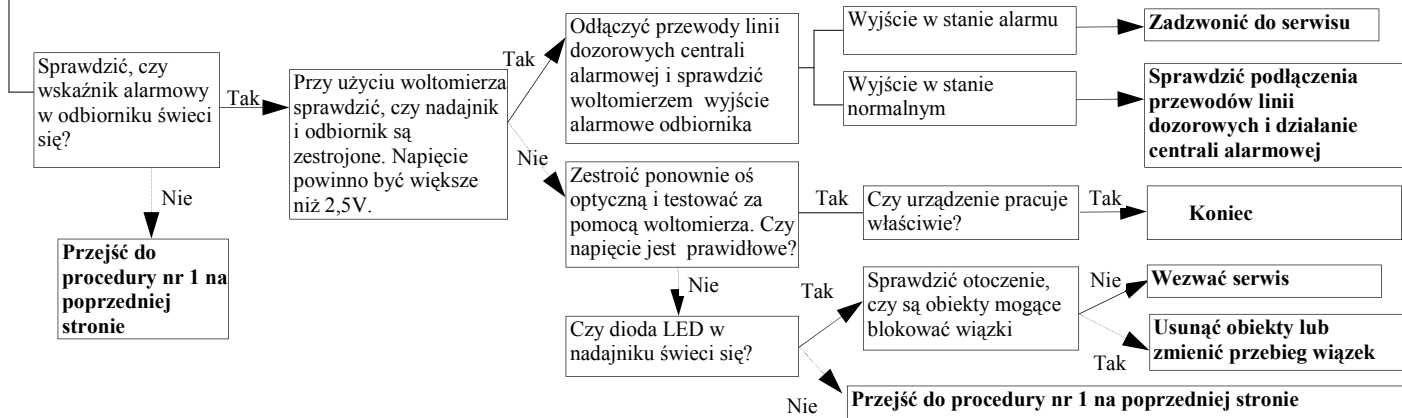 Sprawdzić, czy
wskaźnik alarmowy
w odbiorniku świeci
się?
Tak
Nie
Przejść do
procedury nr 1 na
poprzedniej
stronie
Przy użyciu woltomierza
sprawdzić, czy nadajnik
i odbiornik są
zestrojone. Napięcie
powinno być większe
niż 2,5V.
Tak
Nie
Odłączyć przewody linii
dozorowych centrali
alarmowej i sprawdzić
woltomierzem wyjście
alarmowe odbiornika
Wyjście w stanie alarmu
Zadzwonić do serwisu
Wyjście w stanie
normalnym
Sprawdzić podłączenia
przewodów linii
dozorowych i działanie
centrali alarmowej
Zestroić ponownie oś
optyczną i testować za
pomocą woltomierza. Czy
napięcie jest prawidłowe?
Tak
Czy urządzenie pracuje
właściwie?
Tak
Koniec
Nie
Czy dioda LED w
nadajniku świeci się?
Tak
Sprawdzić otoczenie,
czy są obiekty mogące
blokować wiązki
Nie
Wezwać serwis
Tak
Usunąć obiekty lub
zmienić przebieg wiązek
Nie
Przejść do procedury nr 1 na poprzedniej stronie